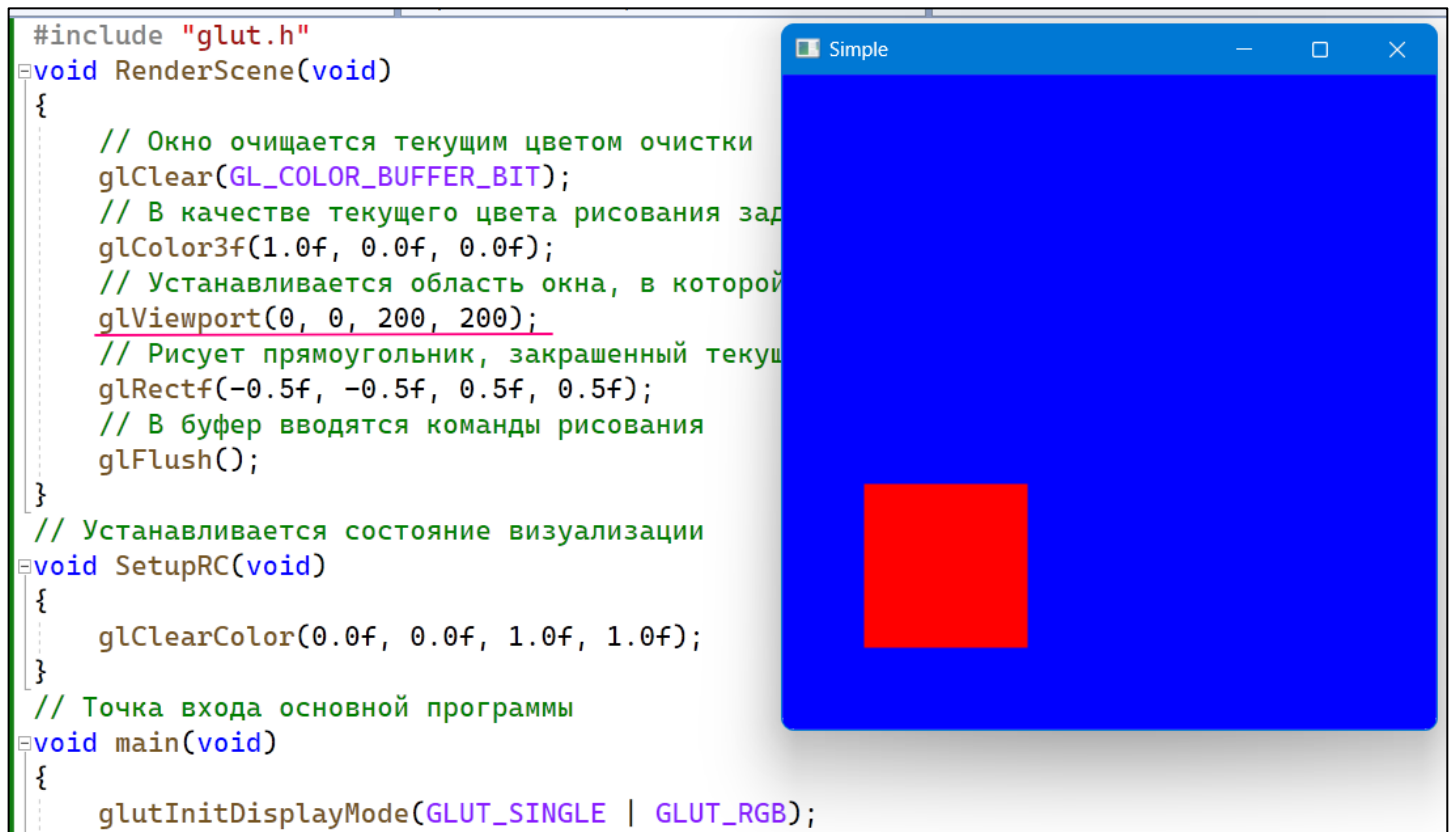 #include "glut.h"
void RenderScene(void)
{
// Окно очищается текущим цветом очистки
glClear(GL_COLOR_BUFFER_BIT);
// В качестве текущего цвета рисования зад
glColor3f(1.0f, 0.0f, 0.0f);
// Устанавливается область окна, в которой
glViewport(0, 0, 200, 200);
// Рисует прямоугольник, закрашенный текущ
glRectf(-0.5f, -0.5f, 0.5f, 0.5f);
// В буфер вводятся команды рисования
glFlush();
}
// Устанавливается состояние визуализации
void SetupRC(void)
{
glClearColor(0.0f, 0.0f, 1.0f, 1.0f);
}
// Точка входа основной программы
void main(void)
{
glutInitDisplayMode(GLUT_SINGLE | GLUT_RGB);
Simple